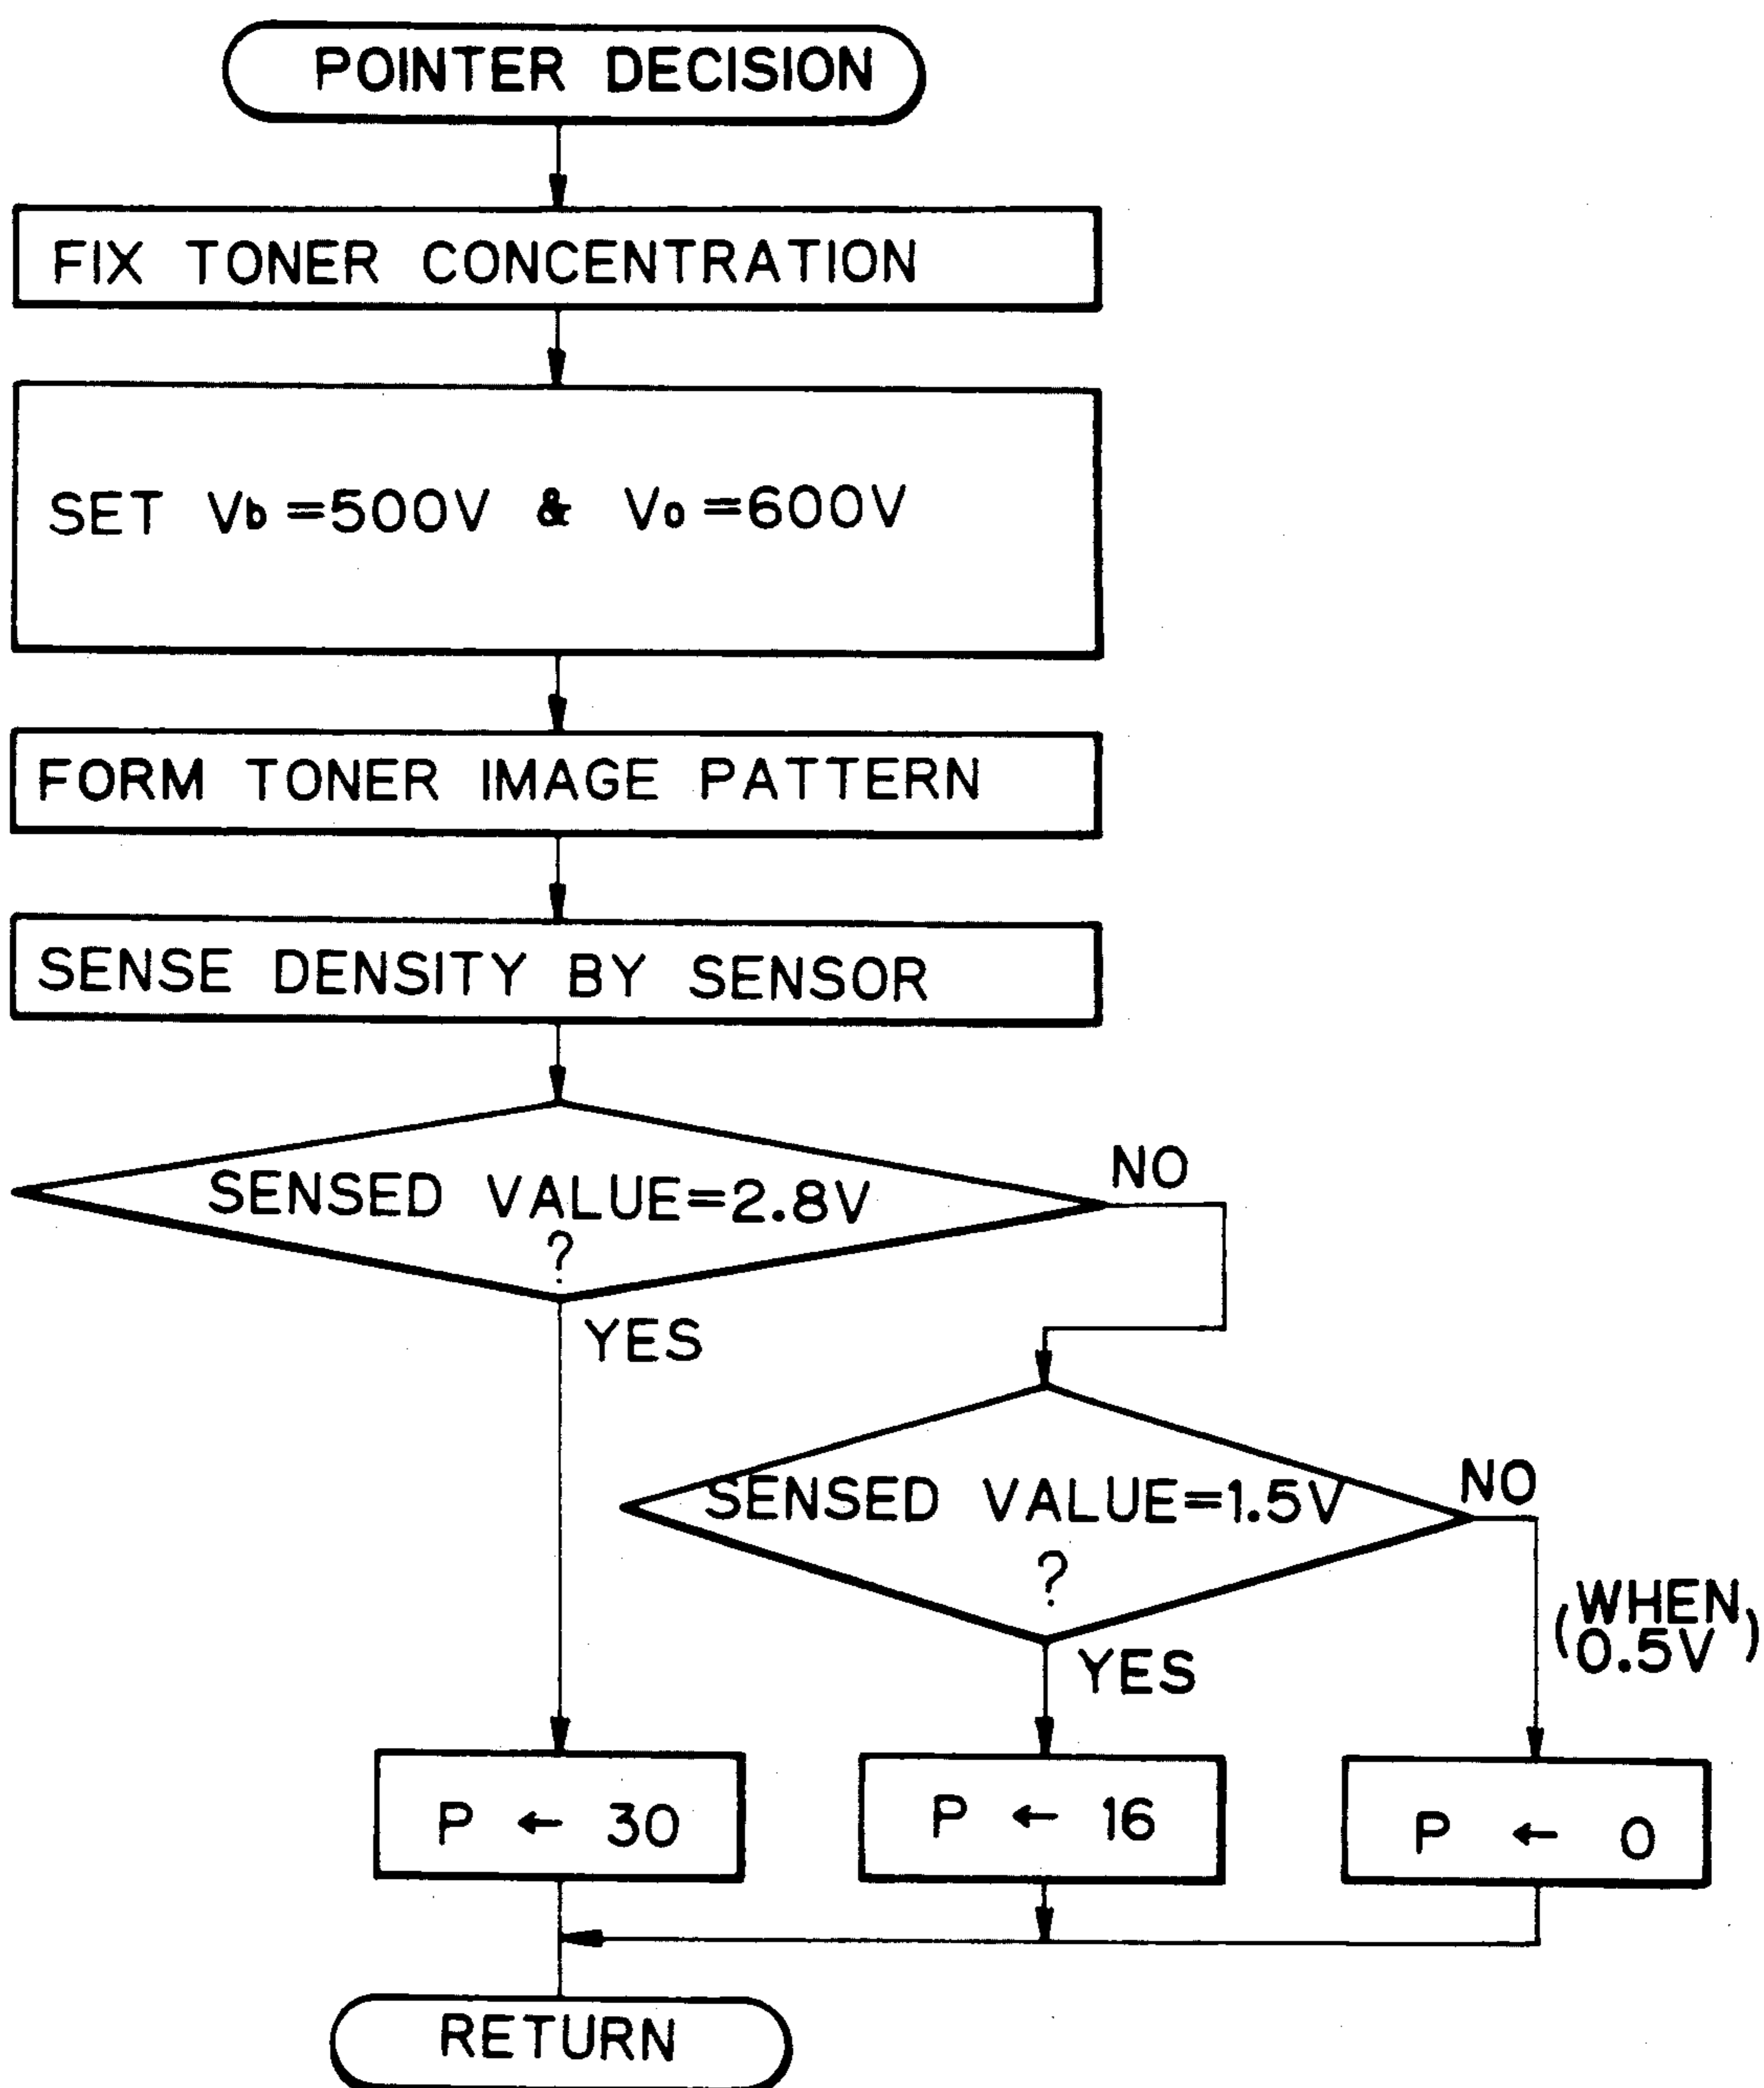 POINTER DECISION
FIX TONER CONCENTRATION
SET Vb =500V & Vo =600V
FORM TONER IMAGE PATTERN
SENSE DENSITY BY SENSOR
SENSED VALUE=2.8V
?
NO
YES
SENSED VALUE=1.5V
?
NO
YES
(WHEN
0.5V)
P ← 30
P ← 16
P ← 0
RETURN